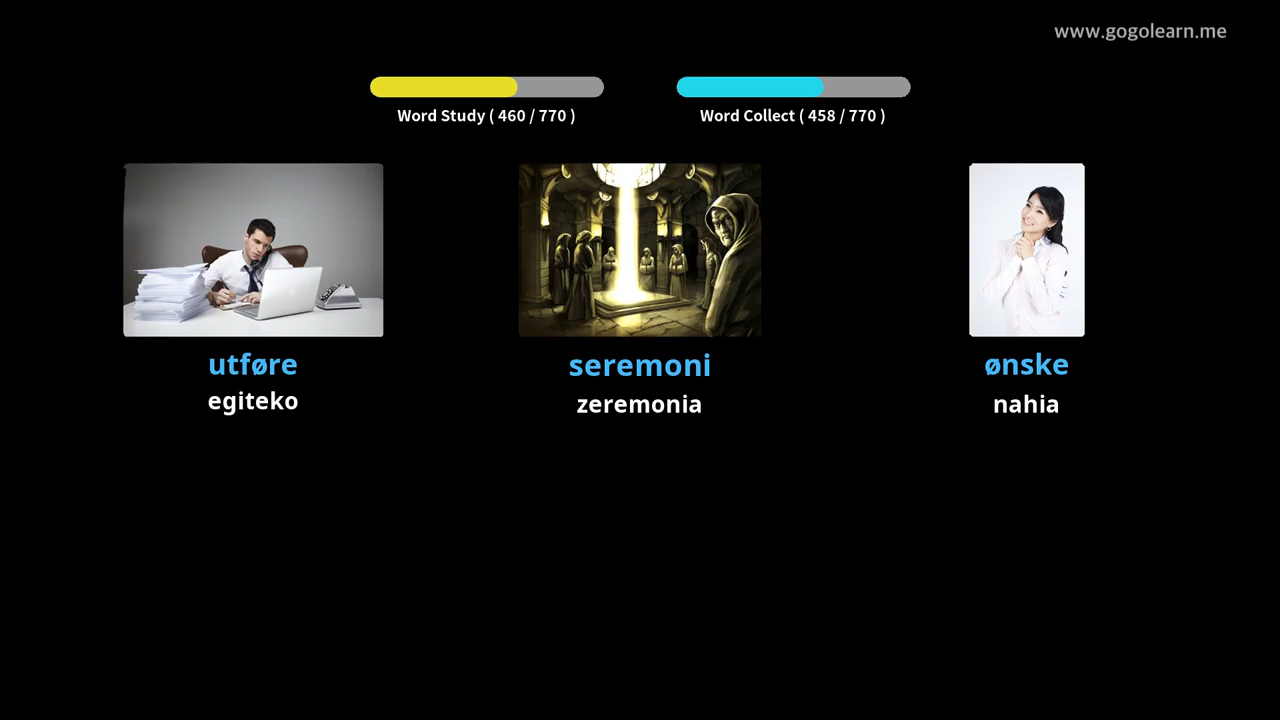 www.gogolearn.me
Word Study ( 460 / 770 )
Word Collect ( 458 / 770 )
utføre
egiteko
seremoni
zeremonia
ønske
nahia